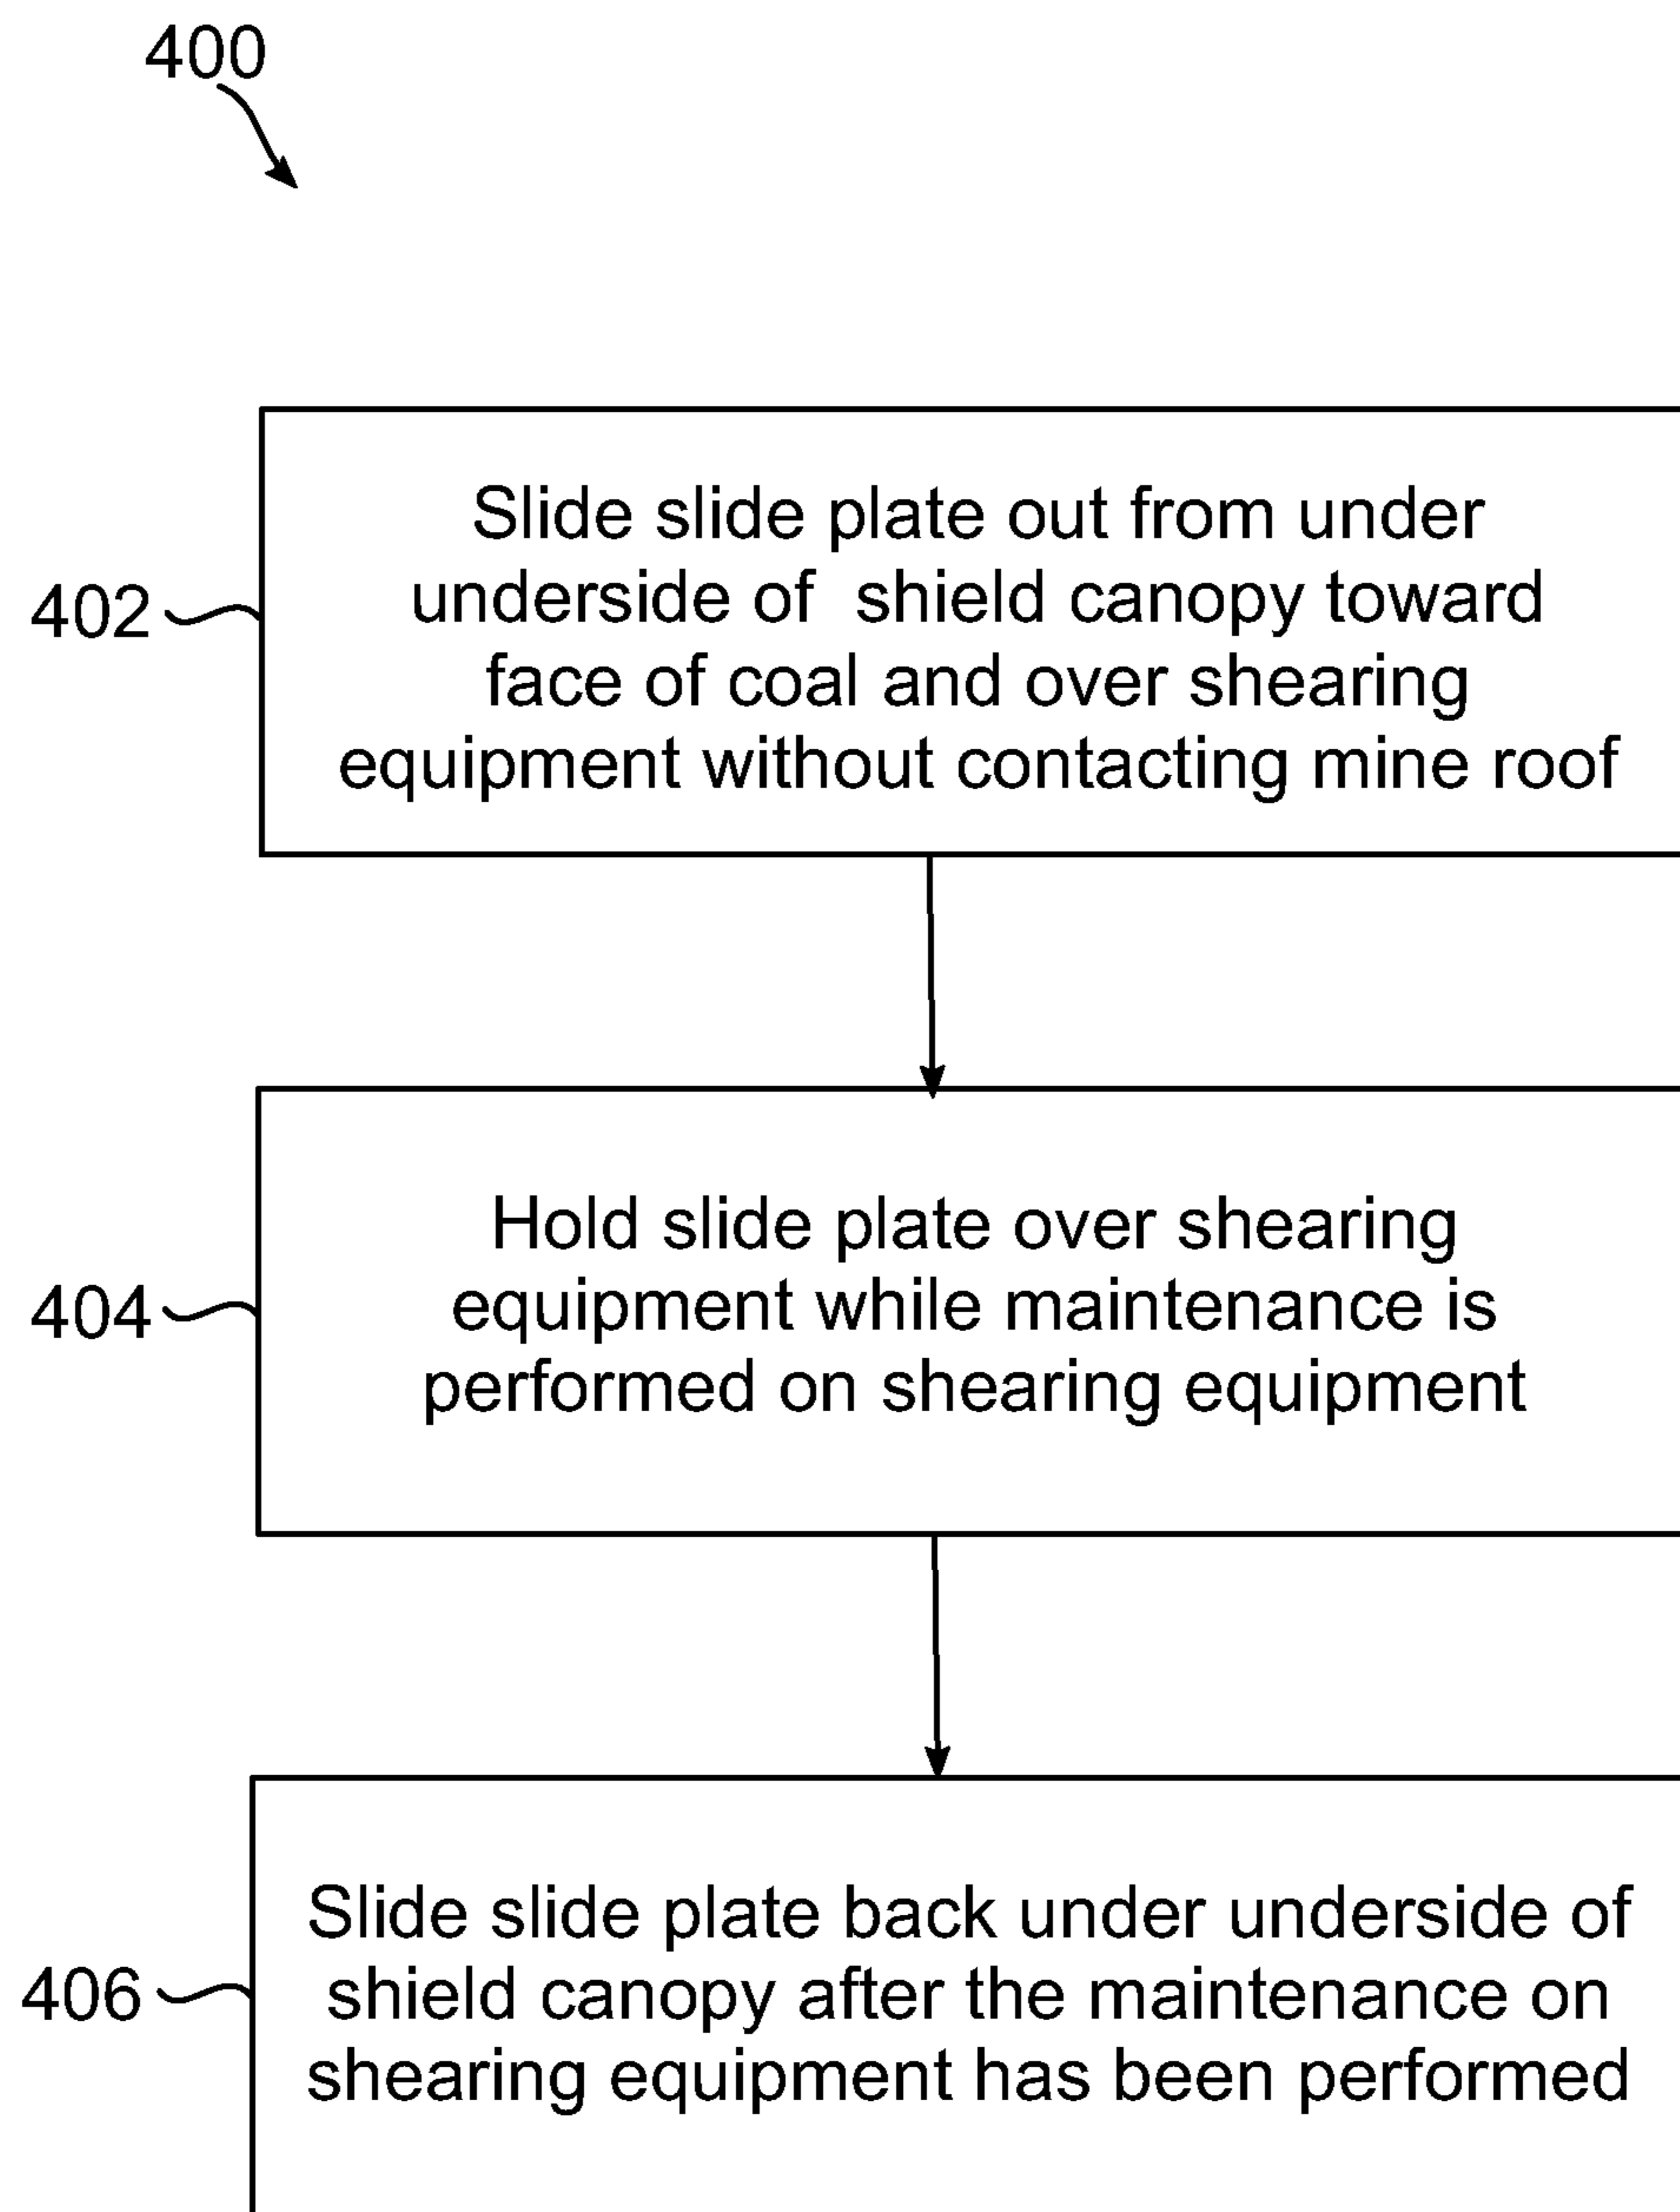 400
402
Slide slide plate out from under
underside of shield canopy toward
face of coal and over shearing
equipment without contacting mine roof
404
Hold slide plate over shearing
equipment while maintenance is
performed on shearing equipment
406
Slide slide plate back under underside of
shield canopy after the maintenance on
shearing equipment has been performed